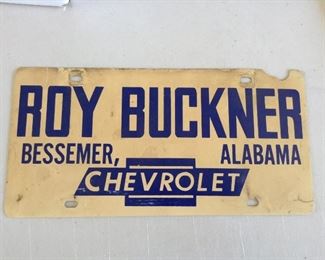 ROY BUCKNER
BESSEMER, ALABAMA
CHEVROLET